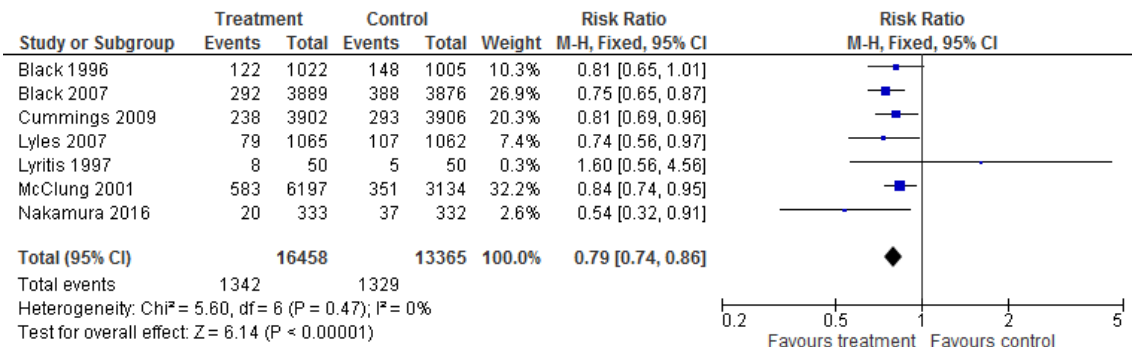 Treatment Control Risk Ratio Risk Ratio
Study or Subgroup Events Total Events Total Weight M-H, Fixed, 95% CI M-H, Fixed, 95% CI
Black 1996 122 1022 148 1005 10.3% 0.81 [0.65, 1.01]
Black 2007 292 3889 388 3876 26.9% 0.75 [0.65, 0.87]
Cummings 2009 238 3902 293 3906 20.3% 0.81 [0.69, 0.96]
Lyles 2007 79 1065 107 1062 7.4% 0.74 [0.56, 0.97]
Lyritis 1997 8 50 5 50 0.3% 1.60 [0.56, 4.56]
McClung 2001 583 6197 351 3134 32.2% 0.84 [0.74, 0.95]
Nakamura 2016 20 333 37 332 2.6% 0.54 [0.32, 0.91]
Total (95% CI) 16458 13365 100.0% 0.79 [0.74, 0.86]
Total events 1342 1329
Heterogeneity: Chi² = 5.60, df = 6 (P = 0.47); I² = 0%
Test for overall effect: Z = 6.14 (P < 0.00001)
0.2 0.5 1 2 5
Favours treatment Favours control